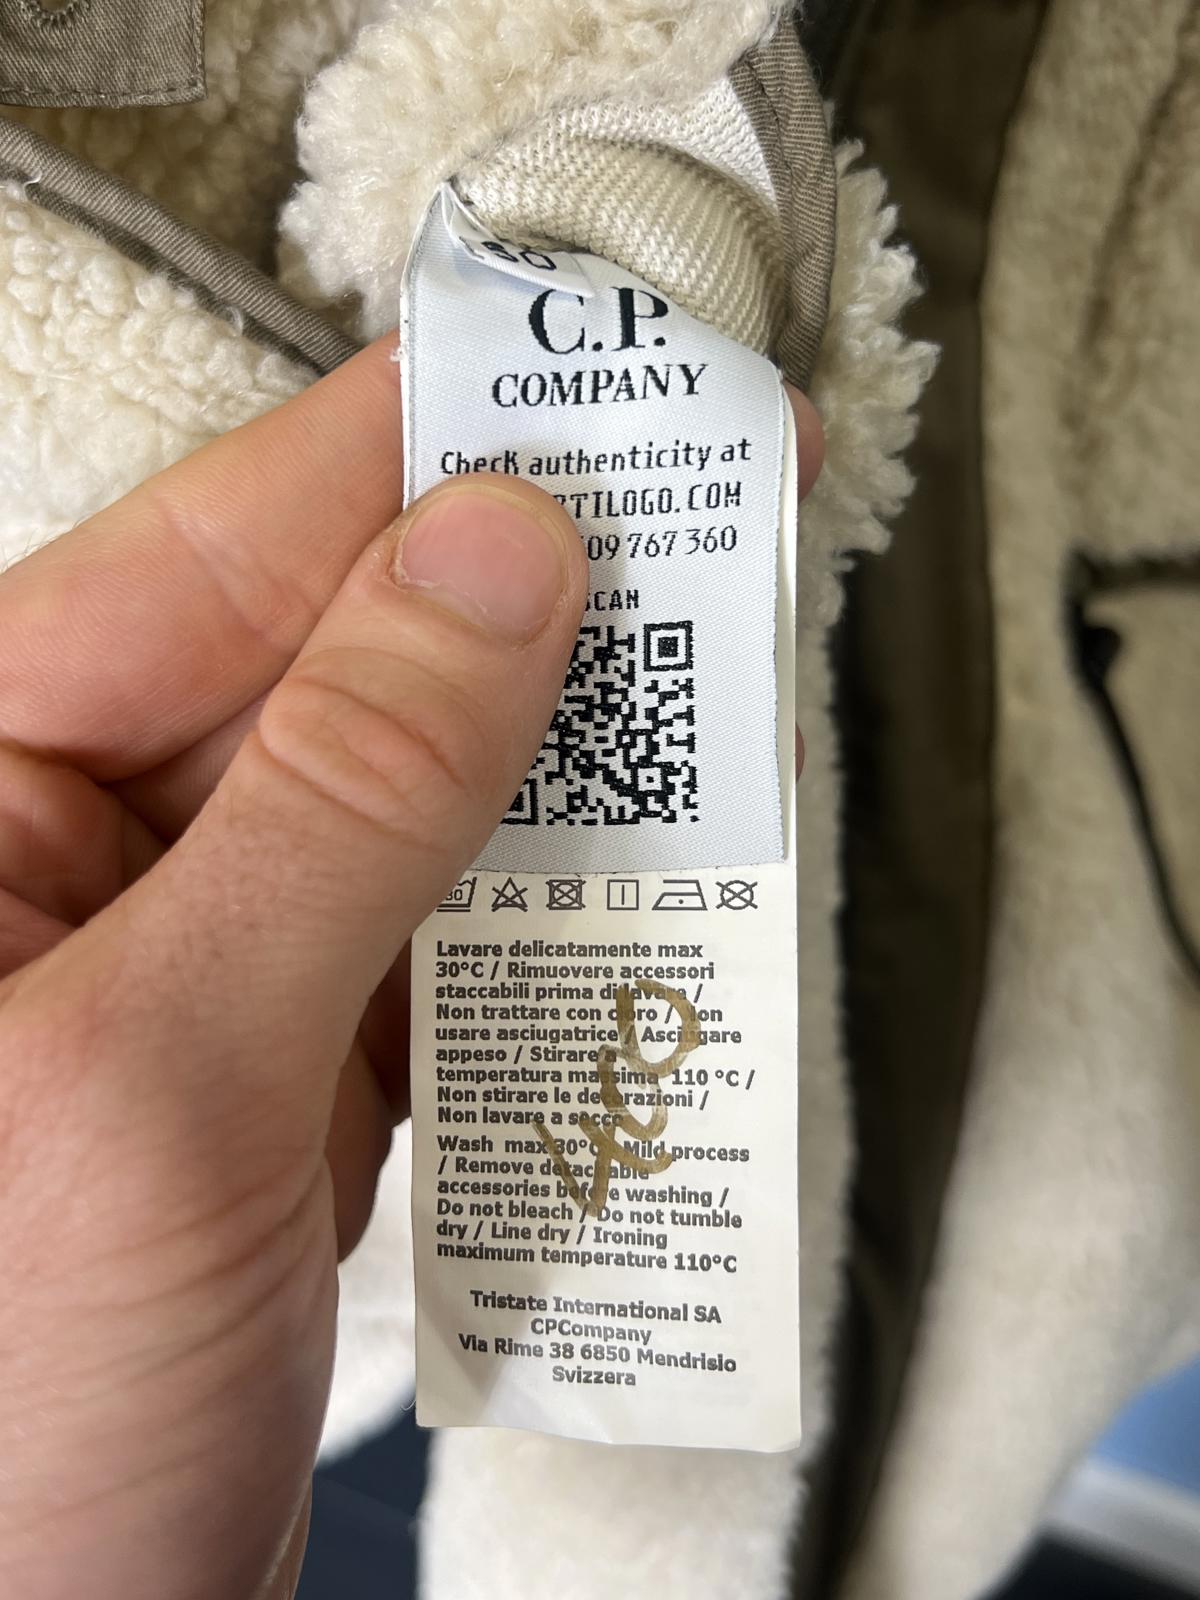 50
C.P.
COMPANY
Check authenticity at
09 767 360
SCAN
30
Lavare delicatamente max
30°C / Rimuovere accessori
staccabili prima di lavare /
Non trattare con cloro / Non
usare asciugatrice / Asciugare
appeso / Stirare a
temperatura massima 110 °C /
Non stirare le decorazioni /
Non lavare a secco
Wash max 30°C / Mild process
/ Remove detachable
accessories before washing /
Do not bleach / Do not tumble
dry / Line dry / Ironing
maximum temperature 110°C
Tristate International SA
CPCompany
Via Rime 38 6850 Mendrisio
Svizzera